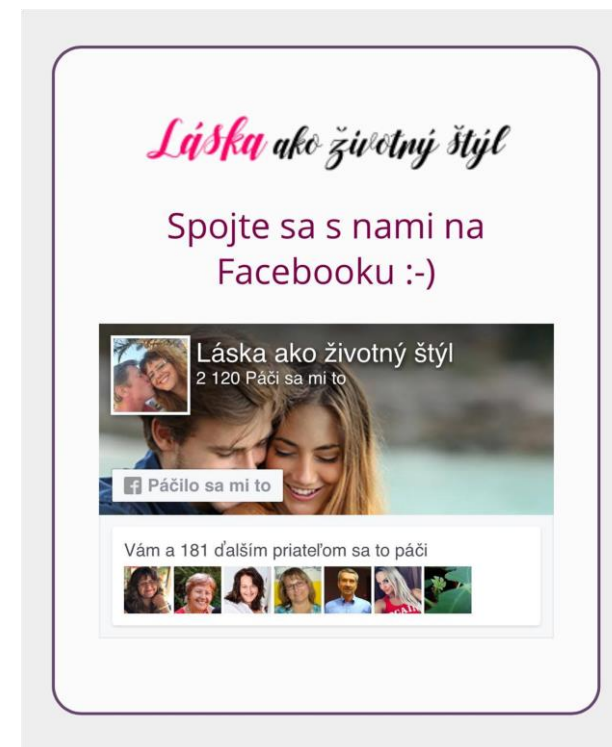 Láska ako životný štýl
Spojte sa s nami na
Facebooku :-)
Láska ako životný štýl
2 120 Páči sa mi to
Páčilo sa mi to
Vám a 181 ďalším priateľom sa to páči